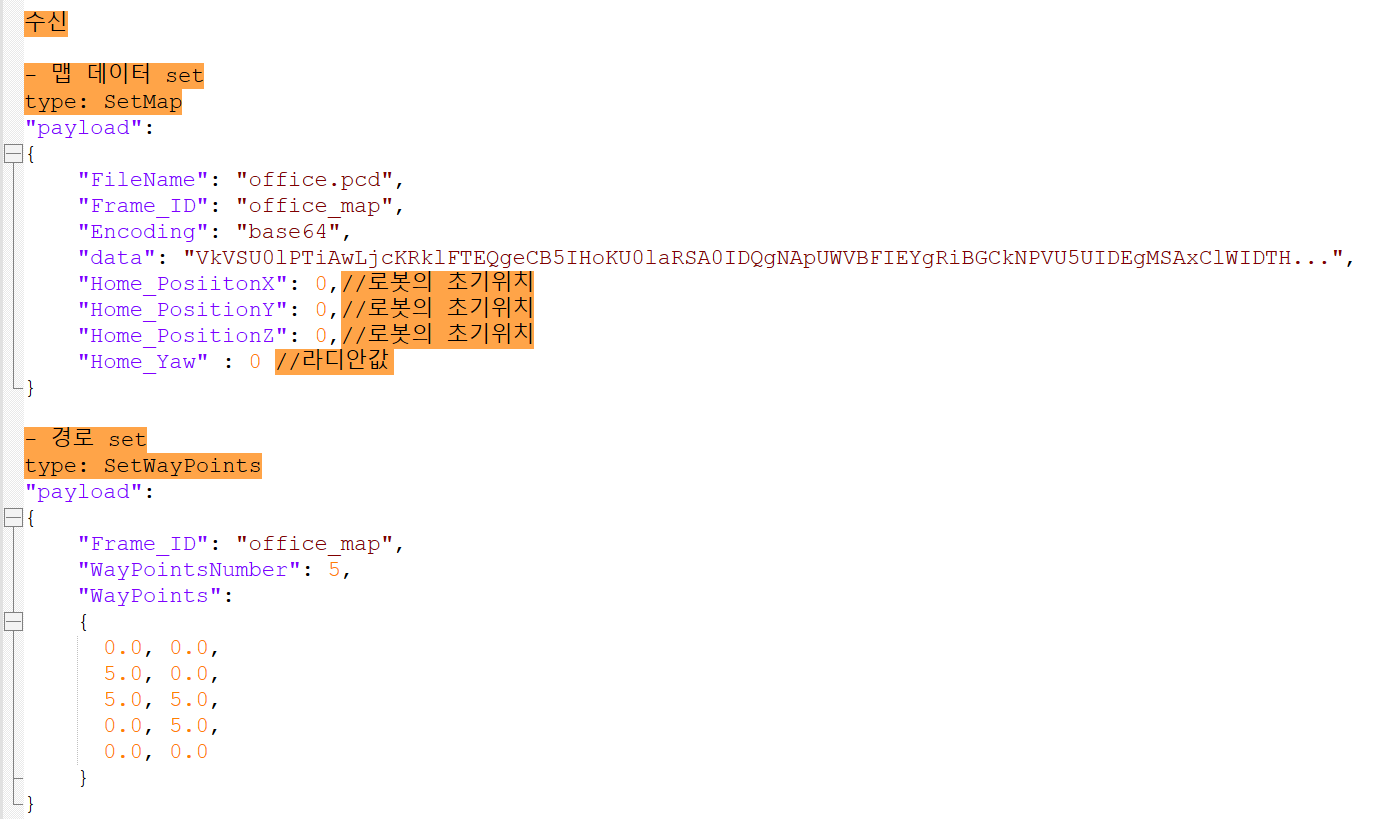 수신
- 맵 데이터 set
type: SetMap
"payload":
{
"FileName": "office.pcd",
"Frame_ID": "office_map",
"Encoding": "base64",
"data": "VkVSU0lPTiAwLjcKRklFTEQgeCB5IHoKU0laRSA0IDQgNApUWVBFIEYgRiBGCkNPVU5UIDEgMSAxClWIDTH...",
"Home_PosiitonX": 0,//로봇의 초기위치
"Home_PositionY": 0,//로봇의 초기위치
"Home_PositionZ": 0,//로봇의 초기위치
"Home_Yaw" : 0 //라디안값
}
- 경로 set
type: SetWayPoints
"payload":
{
"Frame_ID": "office_map",
"WayPointsNumber": 5,
"WayPoints":
{
0.0, 0.0,
5.0, 0.0,
5.0, 5.0,
0.0, 5.0,
0.0, 0.0
}
}